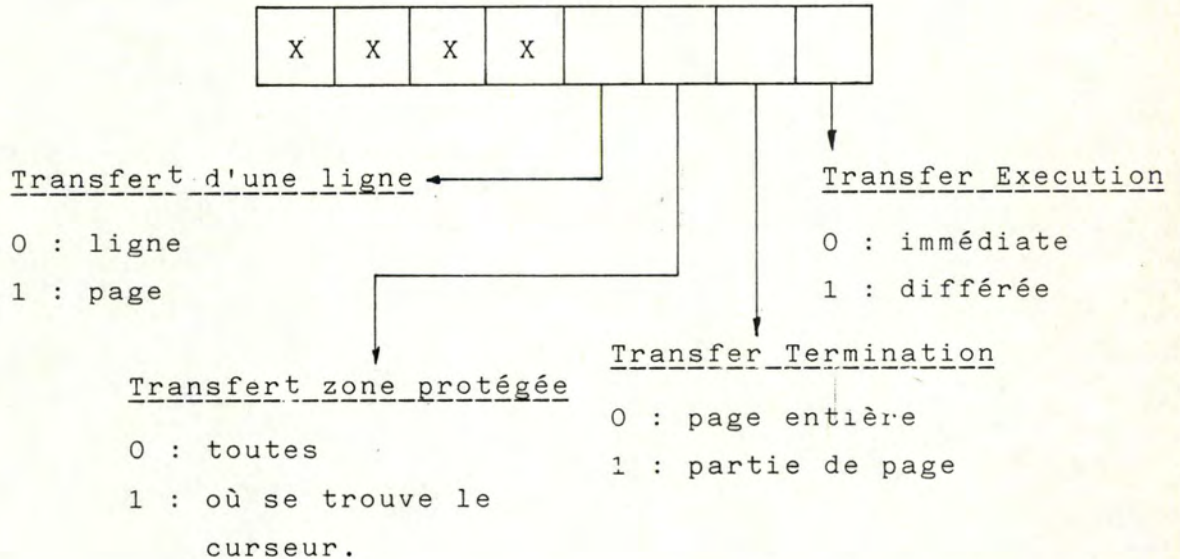 X X X X
Transfert d'une ligne
0 : ligne
1 : page
Transfer Execution
0 : immédiate
1 : différée
Transfert zone protégée
0 : toutes
1 : où se trouve le
curseur.
Transfer Termination
0 : page entière
1 : partie de page